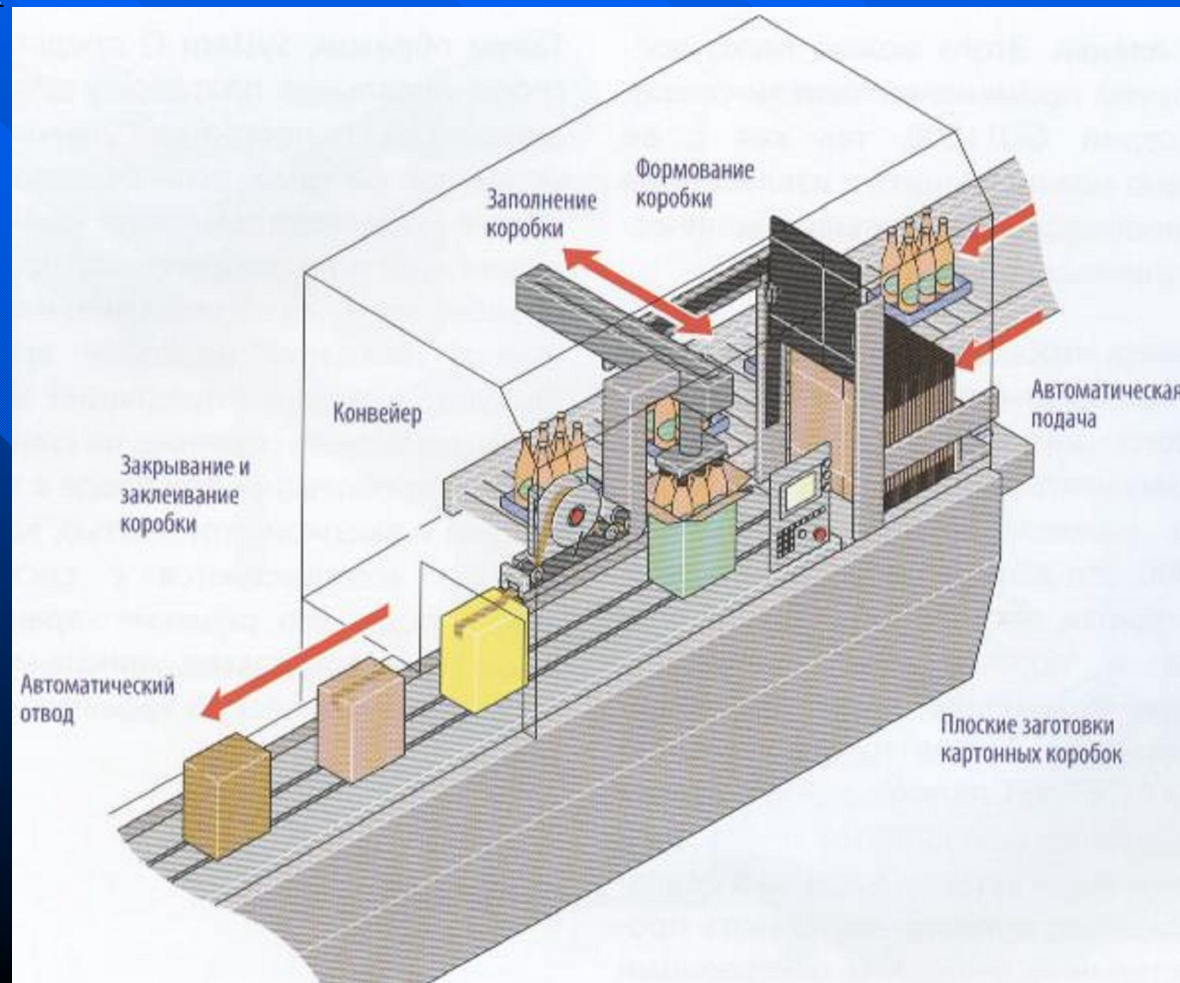 Формование
коробки
Заполнение
коробки
Автоматическая
подача
Конвейер
Закрывание и
заклеивание
коробки
Автоматический
отвод
Плоские заготовки
картонных коробок